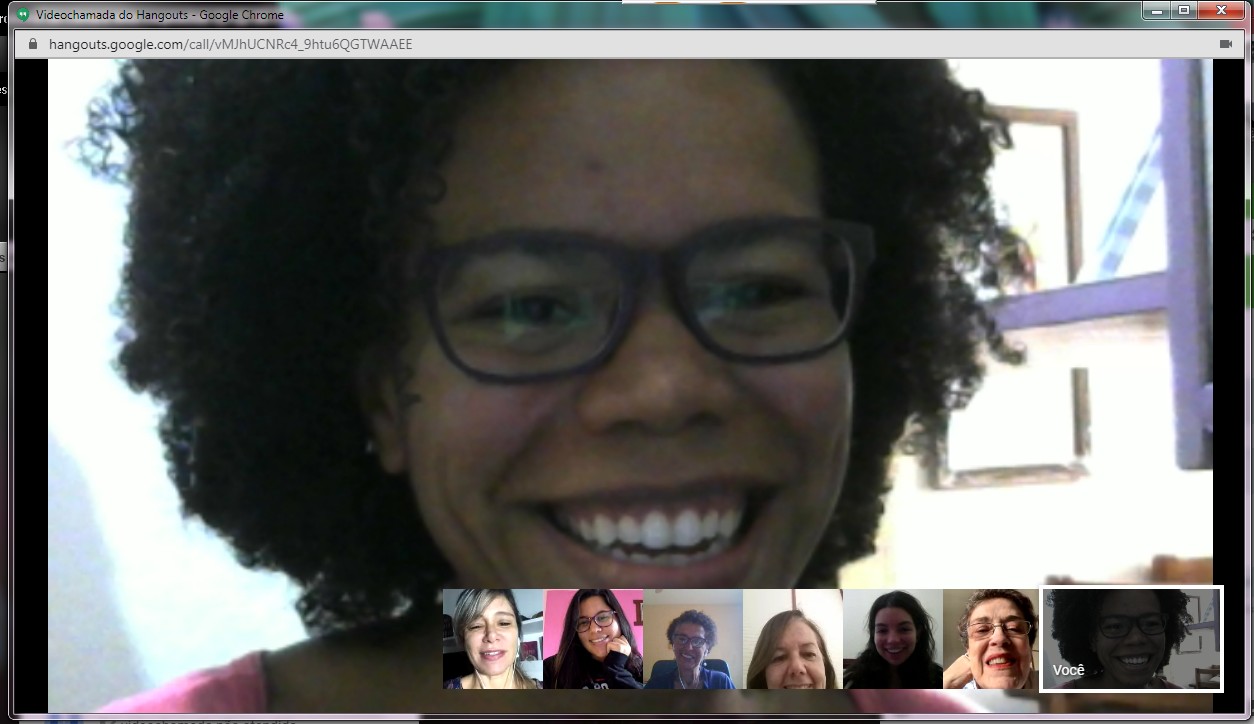 Videochamada do Hangouts - Google Chrome
hangouts.google.com/call/vMJhUCNRc4_9htu6QGTWAAEE
Você